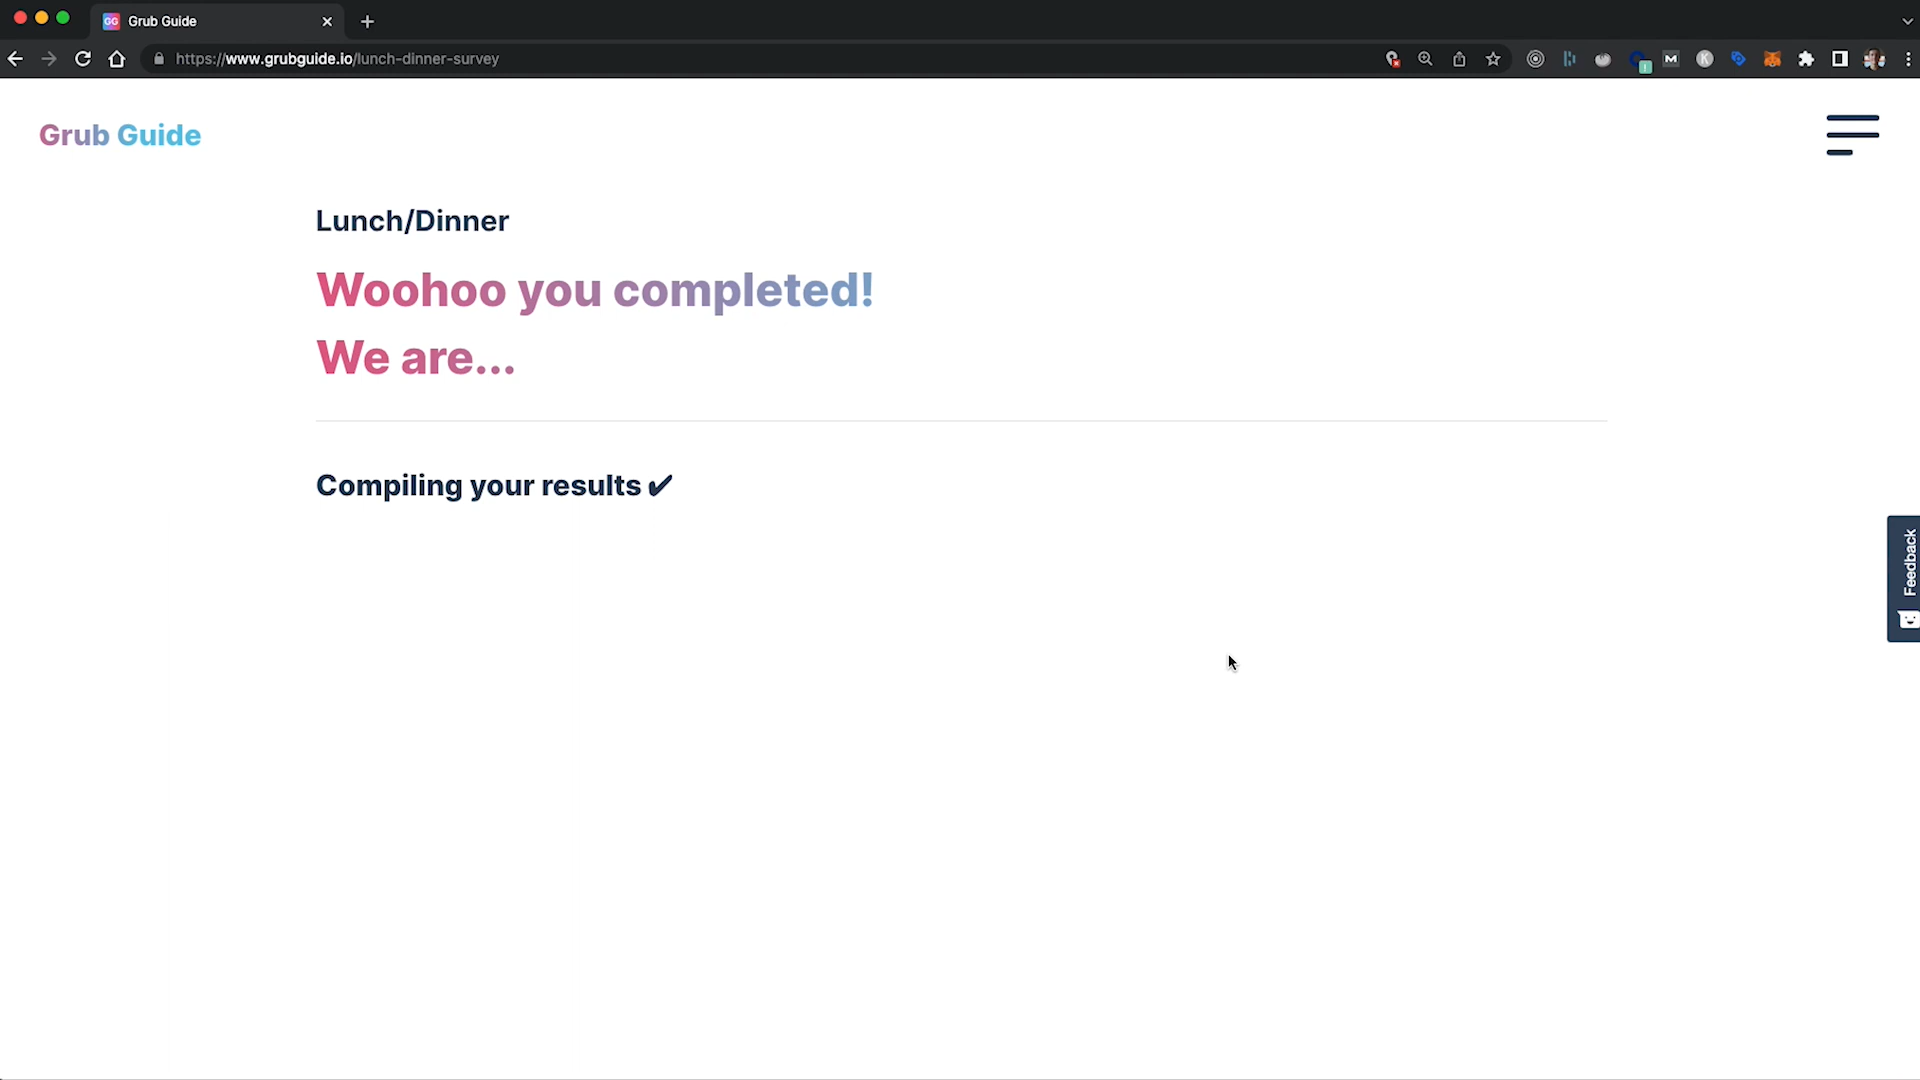 GG Grub Guide
https://www.grubguide.io/lunch-dinner-survey
Grub Guide
Lunch/Dinner
Woohoo you completed!
We are...
Compiling your results ✔
Feedback